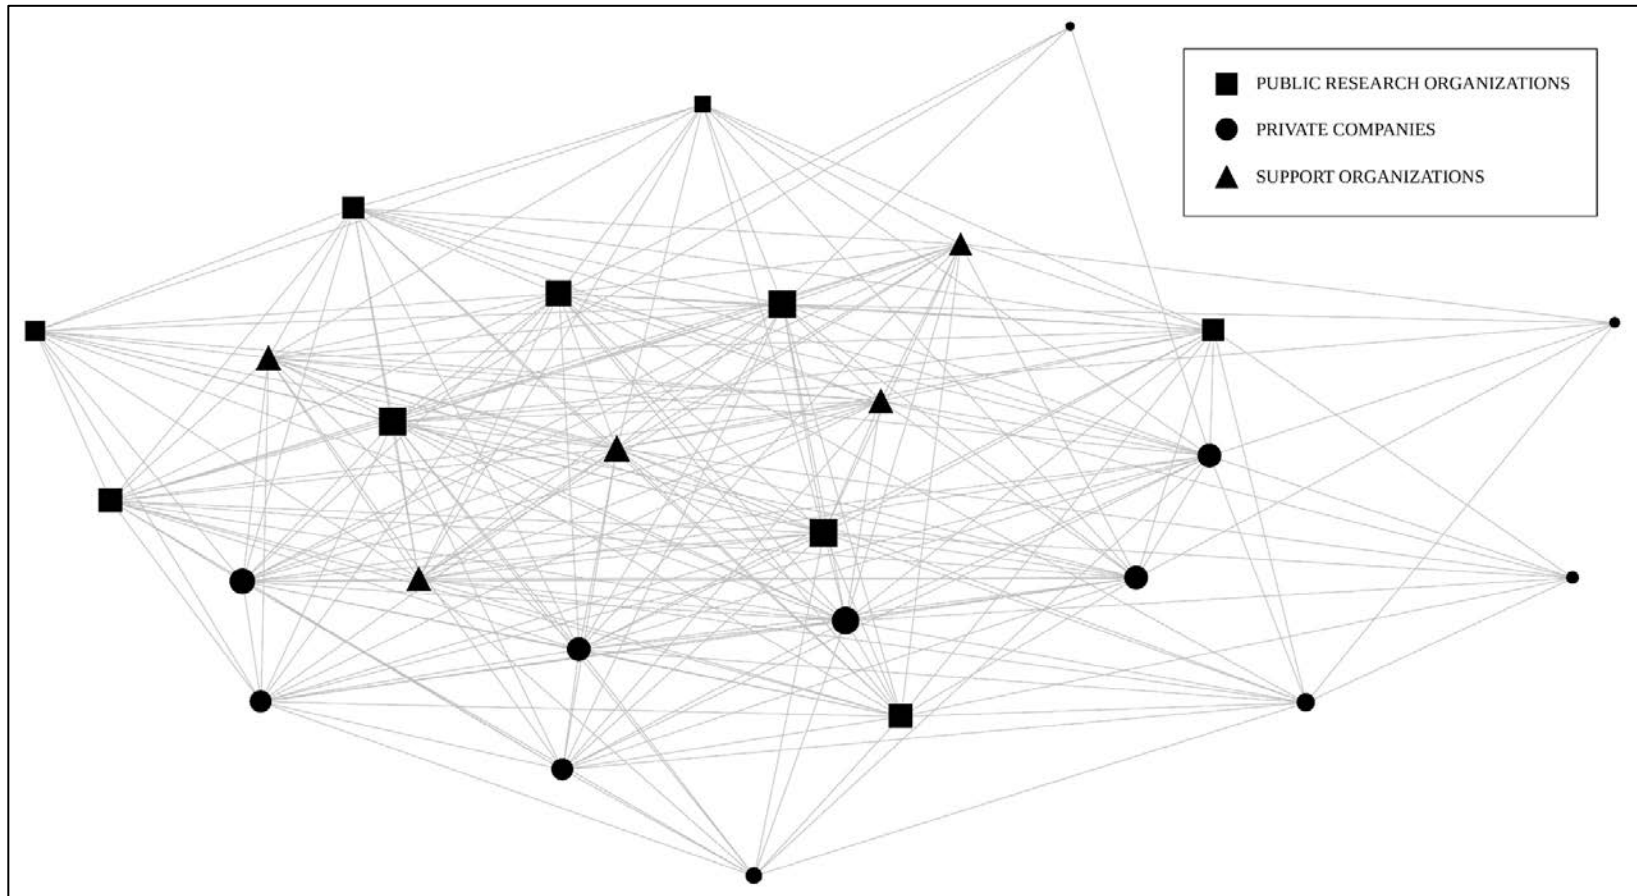 PUBLIC RESEARCH ORGANIZATIONS
PRIVATE COMPANIES
SUPPORT ORGANIZATIONS